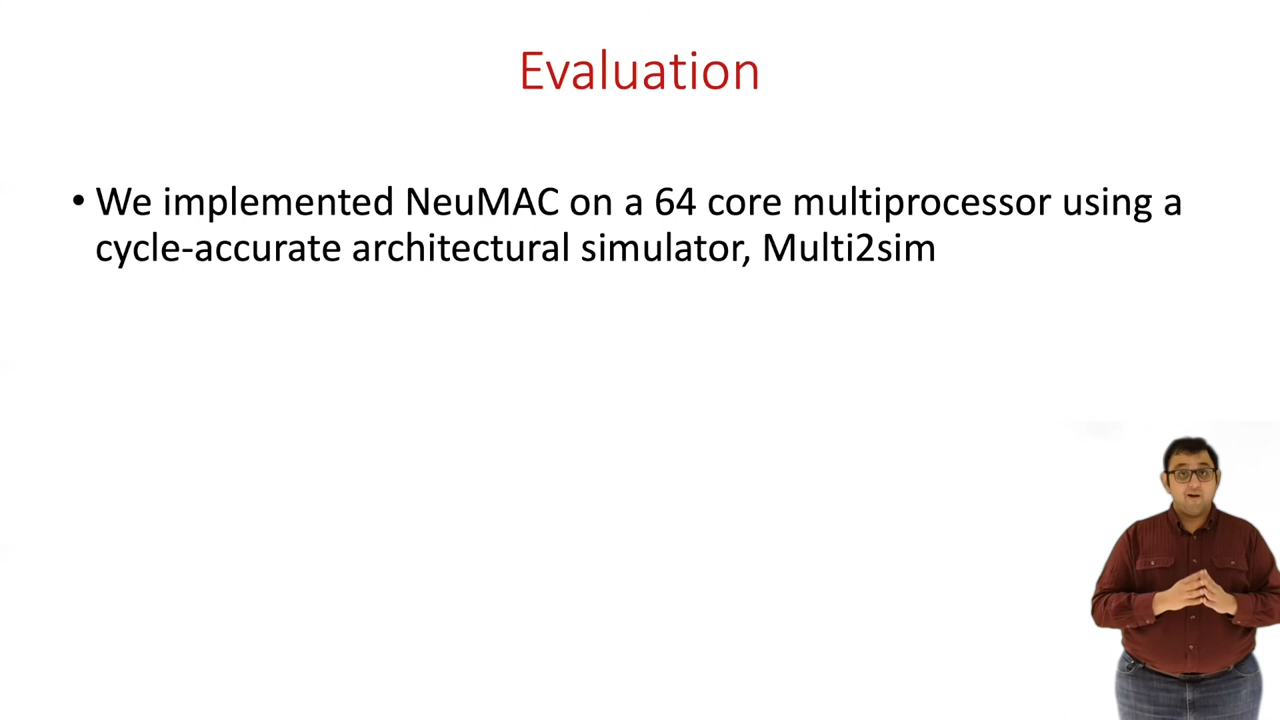 Evaluation
• We implemented NeuMAC on a 64 core multiprocessor using a
cycle-accurate architectural simulator, Multi2sim